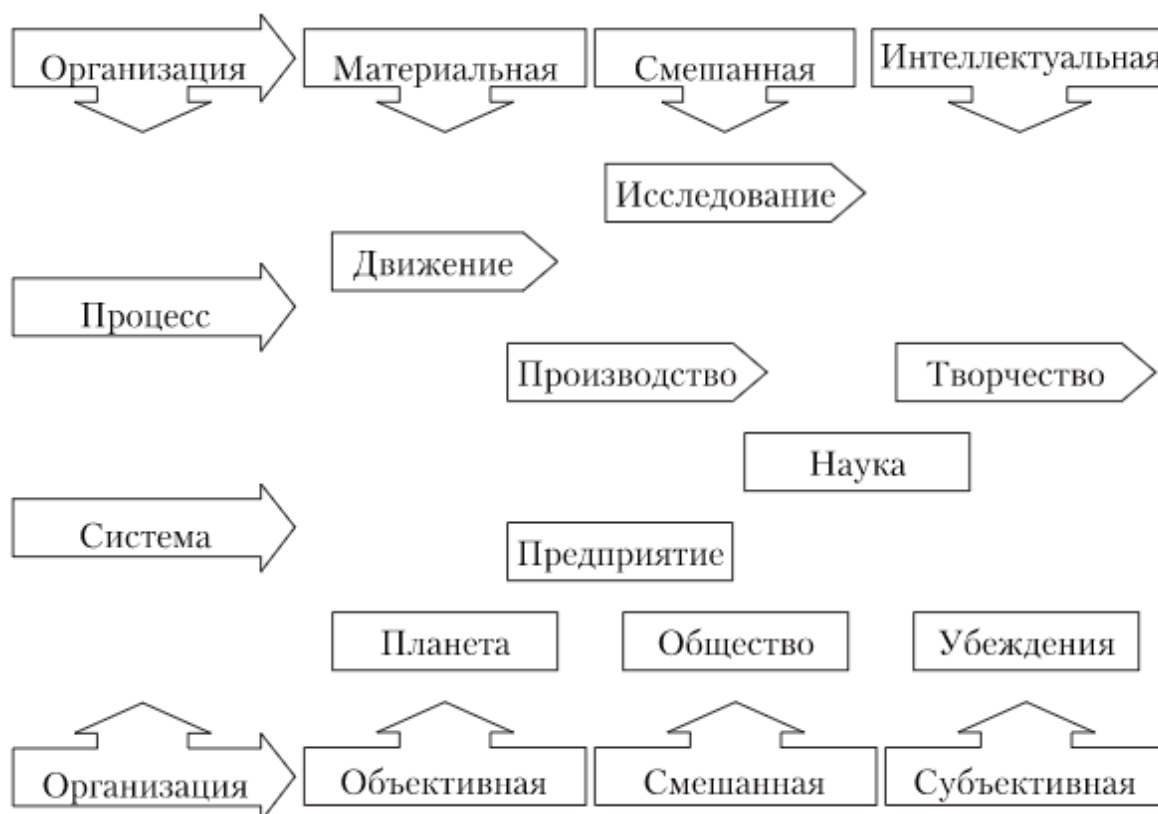 Организация
Материальная
Смешанная
Интеллектуальная
Исследование
Движение
Процесс
Производство
Творчество
Наука
Система
Предприятие
Планета
Общество
Убеждения
Организация
Объективная
Смешанная
Субъективная